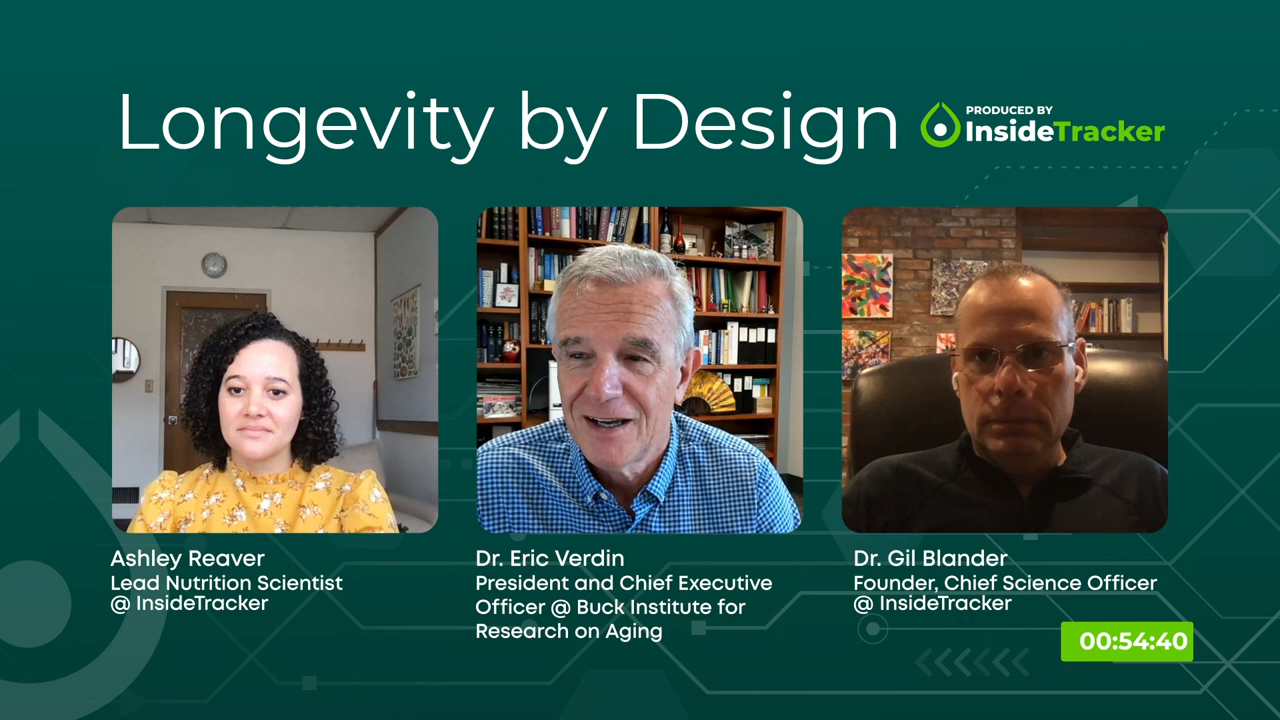 Longevity by Design
PRODUCED BY
InsideTracker
Ashley Reaver
Lead Nutrition Scientist
@ InsideTracker
Dr. Eric Verdin
President and Chief Executive
Officer @ Buck Institute for
Research on Aging
Dr. Gil Blander
Founder, Chief Science Officer
@ InsideTracker
00:54:40